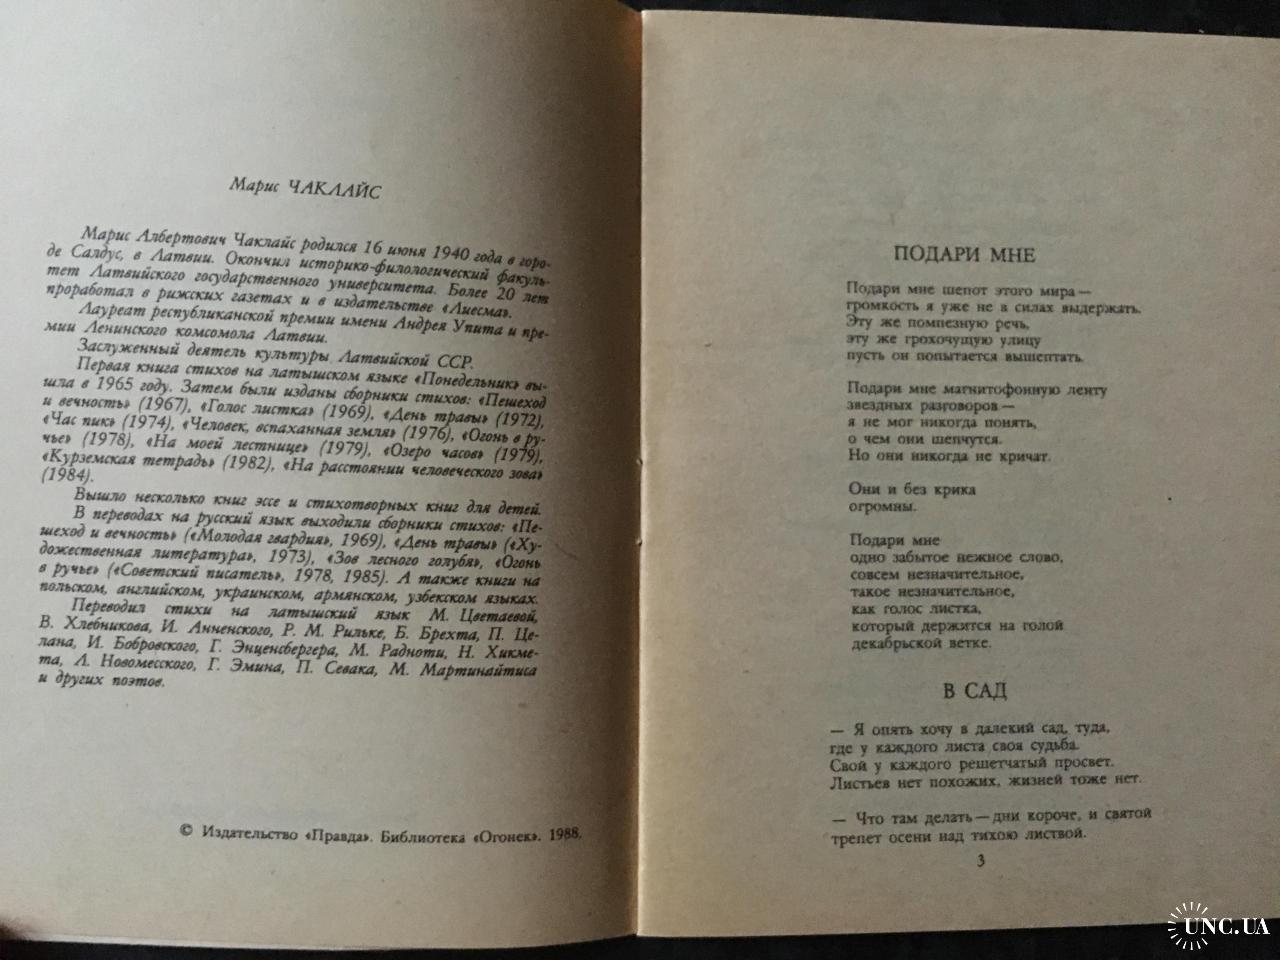 Марис ЧАКЛАЙС
Марис Албертович Чаклайс родился 16 июня 1940 года в горо-
де Салдус, в Латвии. Окончил историко-филологический факуль-
тет Латвийского государственного университета. Более 20 лет
проработал в рижских газетах и в издательстве «Лиесма».
Лауреат республиканской премии имени Андрея Упита и пре-
мии Ленинского комсомола Латвии.
Заслуженный деятель культуры Латвийской ССР.
Первая книга стихов на латышском языке «Понедельник» вы-
шла в 1965 году. Затем были изданы сборники стихов: «Пешеход
и вечность» (1967), «Голос листка» (1969), «День травы» (1972),
«Час пик» (1974), «Человек, вспаханная земля» (1976), «Огонь в ру-
чье» (1978), «На моей лестнице» (1979), «Озеро часов» (1979),
«Курземская тетрадь» (1982), «На расстоянии человеческого зова»
(1984).
Вышло несколько книг эссе и стихотворных книг для детей.
В переводах на русский язык выходили сборники стихов: «Пе-
шеход и вечность» («Молодая гвардия», 1969), «День травы» («Ху-
дожественная литература», 1973), «Зов лесного голубя», «Огонь
в ручье» («Советский писатель», 1978, 1985). А также книги на
польском, английском, украинском, армянском, узбекском языках.
Переводил стихи на латышский язык М. Цветаевой,
В. Хлебникова, И. Анненского, Р. М. Рильке, Б. Брехта, П. Це-
лана, И. Бобровского, Г. Энценсбергера, М. Радноти, Н. Хикме-
та, Л. Новомесского, Г. Эмина, П. Севака, М. Мартинайтиса
и других поэтов.
© Издательство «Правда». Библиотека «Огонек». 1988.
ПОДАРИ МНЕ
Подари мне шепот этого мира —
громкость я уже не в силах выдержать.
Эту же помпезную речь,
эту же грохочущую улицу
пусть он попытается вышептать.
Подари мне магнитофонную ленту
звездных разговоров —
я не мог никогда понять,
о чем они шепчутся.
Но они никогда не кричат.
Они и без крика
огромны.
Подари мне
одно забытое нежное слово,
совсем незначительное,
такое незначительное,
как голос листка,
который держится на голой
декабрьской ветке.
В САД
— Я опять хочу в далекий сад, туда,
где у каждого листа своя судьба.
Свой у каждого решетчатый просвет.
Листьев нет похожих, жизней тоже нет.
— Что там делать — дни короче, и святой
трепет осени над тихою листвой.
3
UNC.UA